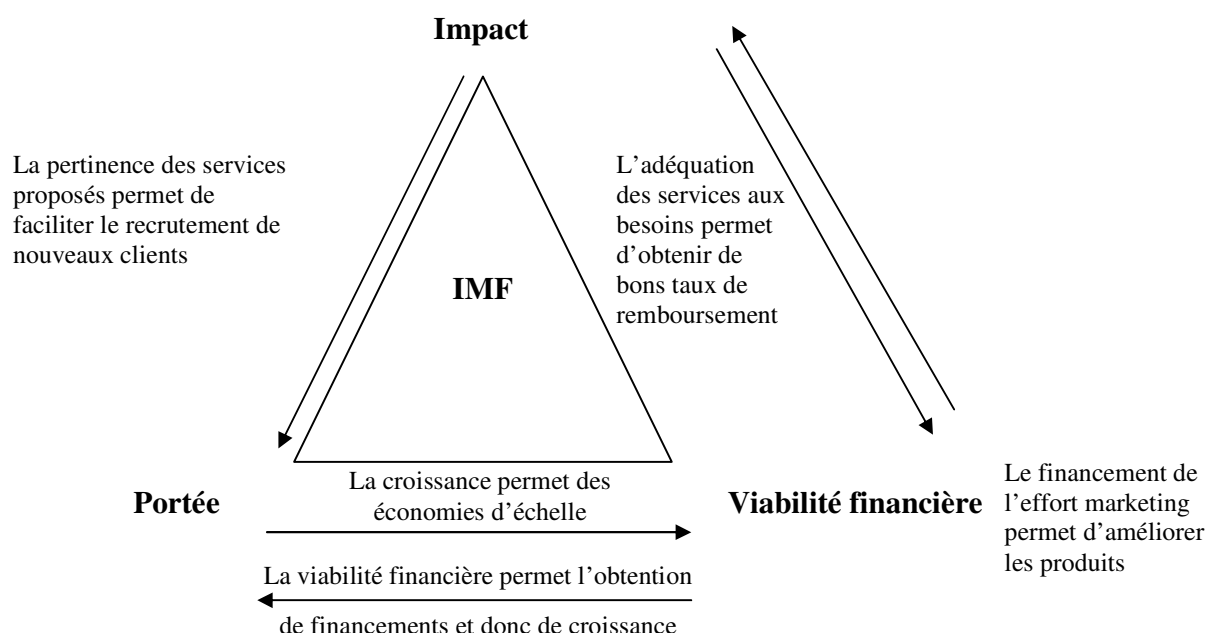 Impact
La pertinence des services
proposés permet de
faciliter le recrutement de
nouveaux clients
L’adéquation
des services aux
besoins permet
d’obtenir de
bons taux de
remboursement
IMF
Portée
La croissance permet des
économies d’échelle
Viabilité financière
Le financement de
l’effort marketing
permet d’améliorer
les produits
La viabilité financière permet l’obtention
de financements et donc de croissance